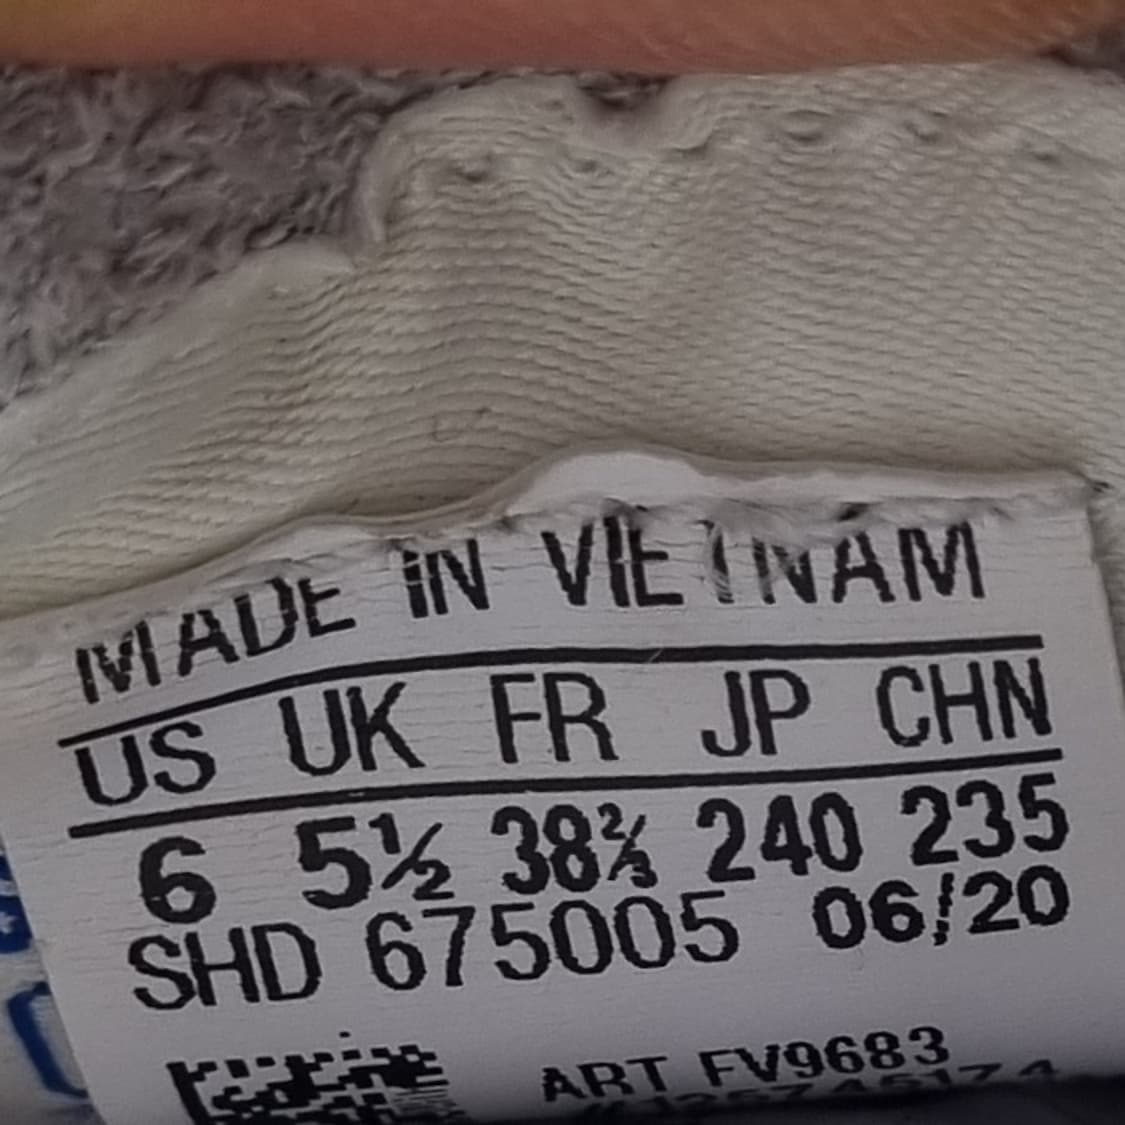 MADE IN VIETNAM
US UK FR JP CHN
6 5½ 38⅔ 240 235
SHD 675005 06/20
ART FV9683